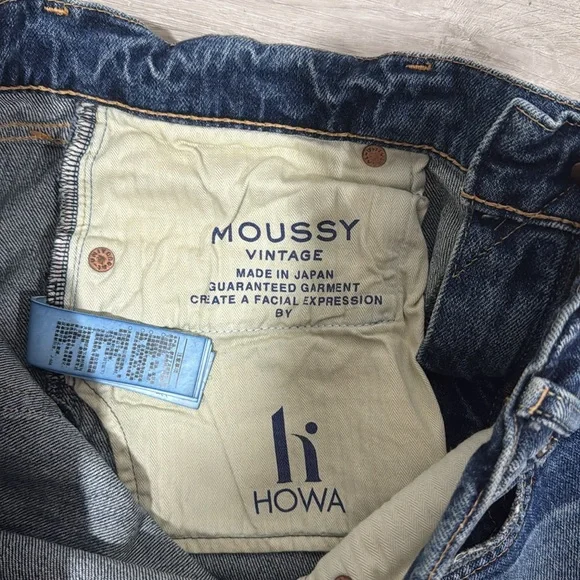 MOUSSY
VINTAGE
MADE IN JAPAN
GUARANTEED GARMENT
CREATE A FACIAL EXPRESSION
BY
HOWA